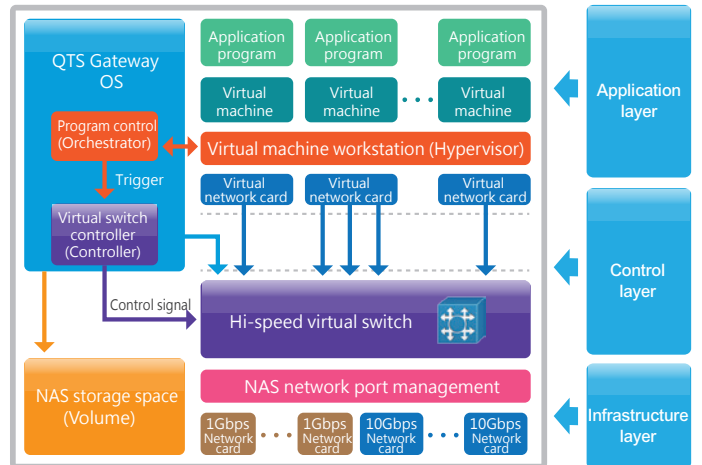 QTS Gateway
OS
Program control
(Orchestrator)
Trigger
Virtual switch
controller
(Controller)
Control signal
NAS storage space
(Volume)
Application
program
Application
program
Application
program
Virtual
machine
Virtual
machine
Virtual
machine
Virtual machine workstation (Hypervisor)
Virtual
network card
Virtual
network card
Virtual
network card
Hi-speed virtual switch
NAS network port management
1Gbps
Network
card
1Gbps
Network
card
10Gbps
Network
card
10Gbps
Network
card
Application
layer
Control
layer
Infrastructure
layer